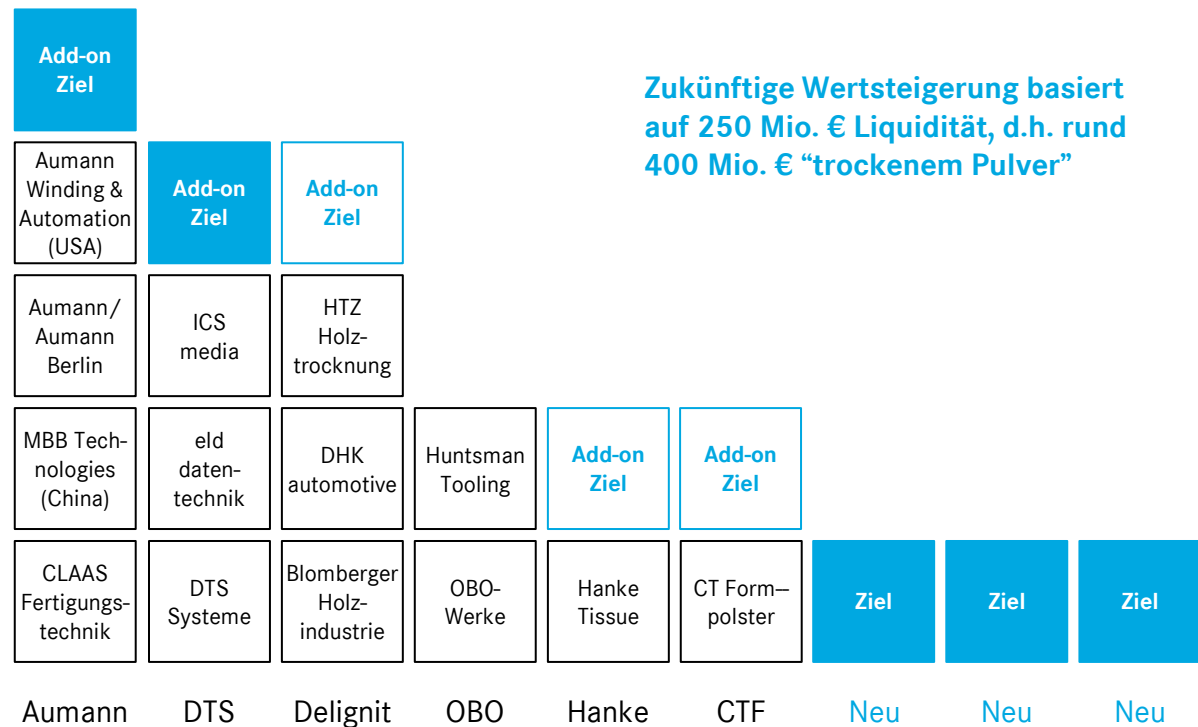 Add-on
Ziel
Zukünftige Wertsteigerung basiert
auf 250 Mio. € Liquidität, d.h. rund
400 Mio. € “trockenem Pulver”
Aumann
Winding &
Automation
(USA)
Add-on
Ziel
Add-on
Ziel
Aumann/
Aumann
Berlin
ICS
media
HTZ
Holz-
trocknung
MBB Tech-
nologies
(China)
eld
daten-
technik
DHK
automotive
Huntsman
Tooling
Add-on
Ziel
Add-on
Ziel
CLAAS
Fertigungs-
technik
DTS
Systeme
Blomberger
Holz-
industrie
OBO-
Werke
Hanke
Tissue
CT Form—
polster
Ziel
Ziel
Ziel
Aumann
DTS
Delignit
OBO
Hanke
CTF
Neu
Neu
Neu